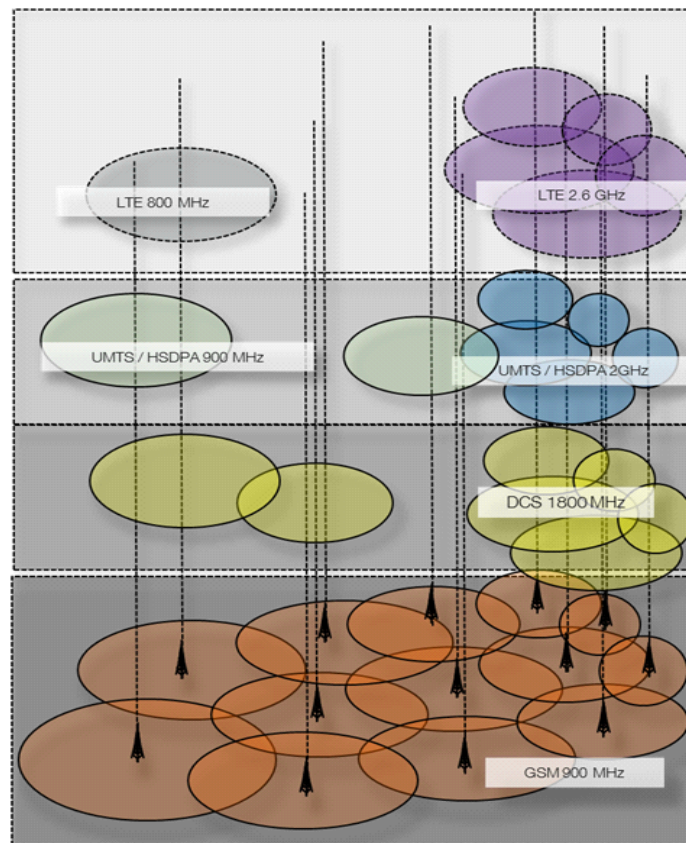 LTE 800 MHz
LTE 2.6 GHz
UMTS / HSDPA 900 MHz
UMTS / HSDPA 2GHz
DCS 1800 MHz
GSM 900 MHz